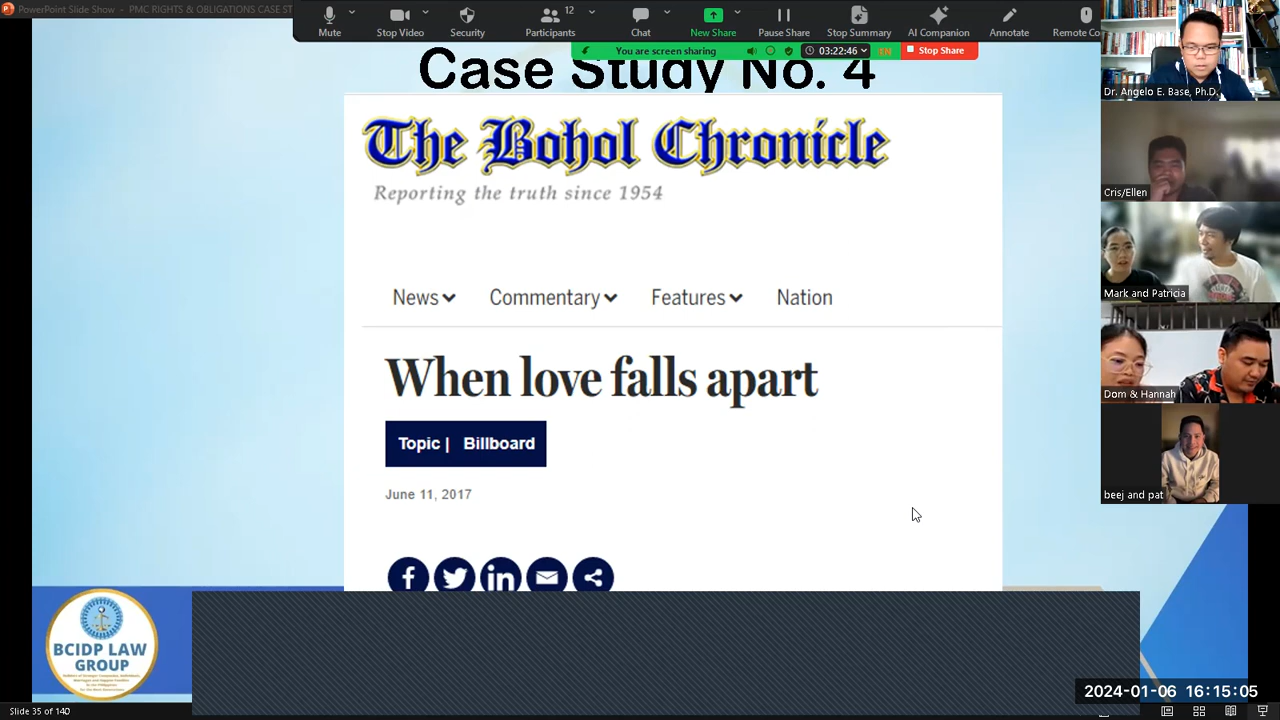 PowerPoint Slide Show - PMC RIGHTS & OBLIGATIONS CASE ST
Mute
Stop Video
Security
Participants
12
Chat
New Share
Pause Share
Stop Summary
AI Companion
Annotate
Remote Co
You are screen sharing
03:22:46
EN
Stop Share
Case Study No. 4
The Bohol Chronicle
Reporting the truth since 1954
News
Commentary
Features
Nation
When love falls apart
Topic | Billboard
June 11, 2017
Dr. Angelo E. Base, Ph.D.
Cris/Ellen
Mark and Patricia
Dom & Hannah
beej and pat
BCIDP LAW
GROUP
2024-01-06 16:15:05
Slide 35 of 140